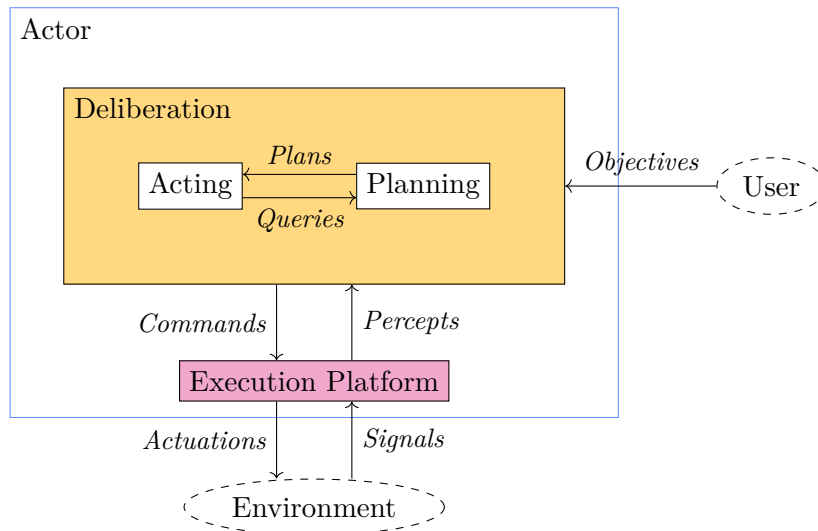 Actor
Deliberation
Plans
Objectives
Acting
Planning
User
Queries
Commands
Percepts
Execution Platform
Actuations
Signals
Environment